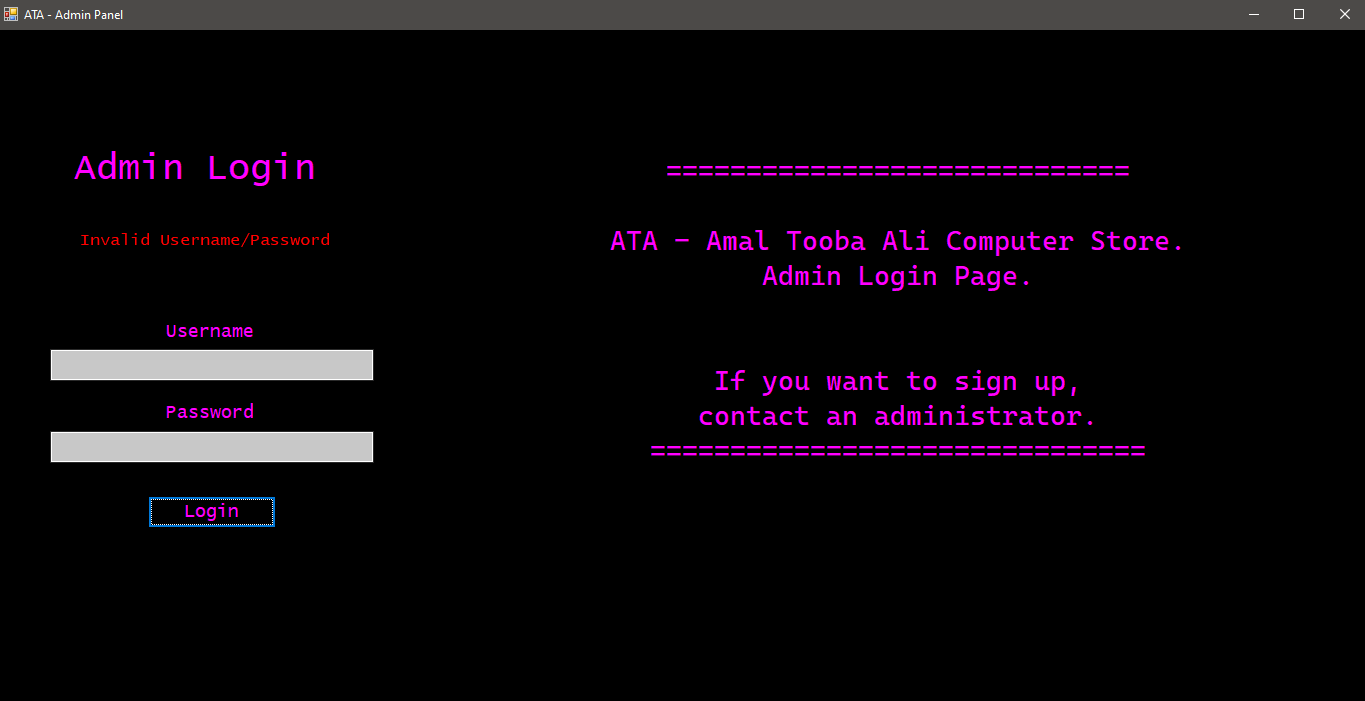 ATA - Admin Panel
Admin Login
Invalid Username/Password
Username
Password
Login
=============================
ATA - Amal Tooba Ali Computer Store.
Admin Login Page.
If you want to sign up,
contact an administrator.
===============================